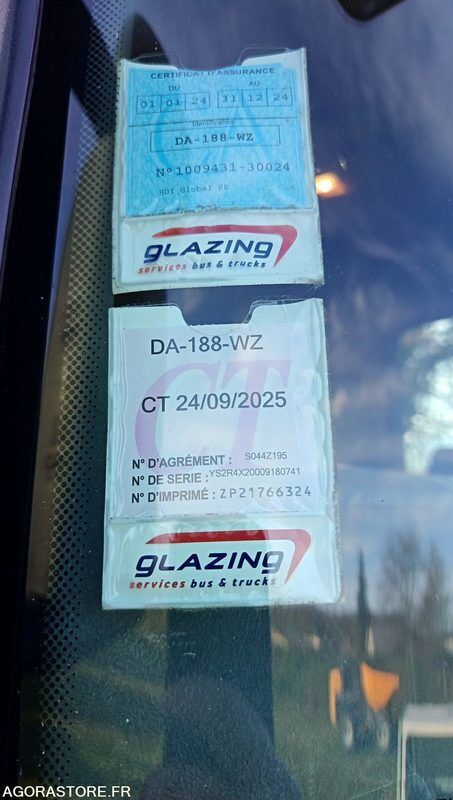 CERTIFICAT D'ASSURANCE
DU AU
01 01 24 31 12 24
Identification
DA-188-WZ
N° 1009431-30024
HDI Global SE
GLAZING
services bus & trucks
DA-188-WZ
CT
CT 24/09/2025
N° D'AGRÉMENT : S044Z195
N° DE SERIE : YS2R4X20009180741
N° D'IMPRIMÉ : ZP21766324
GLAZING
services bus & trucks
AGORASTORE.FR